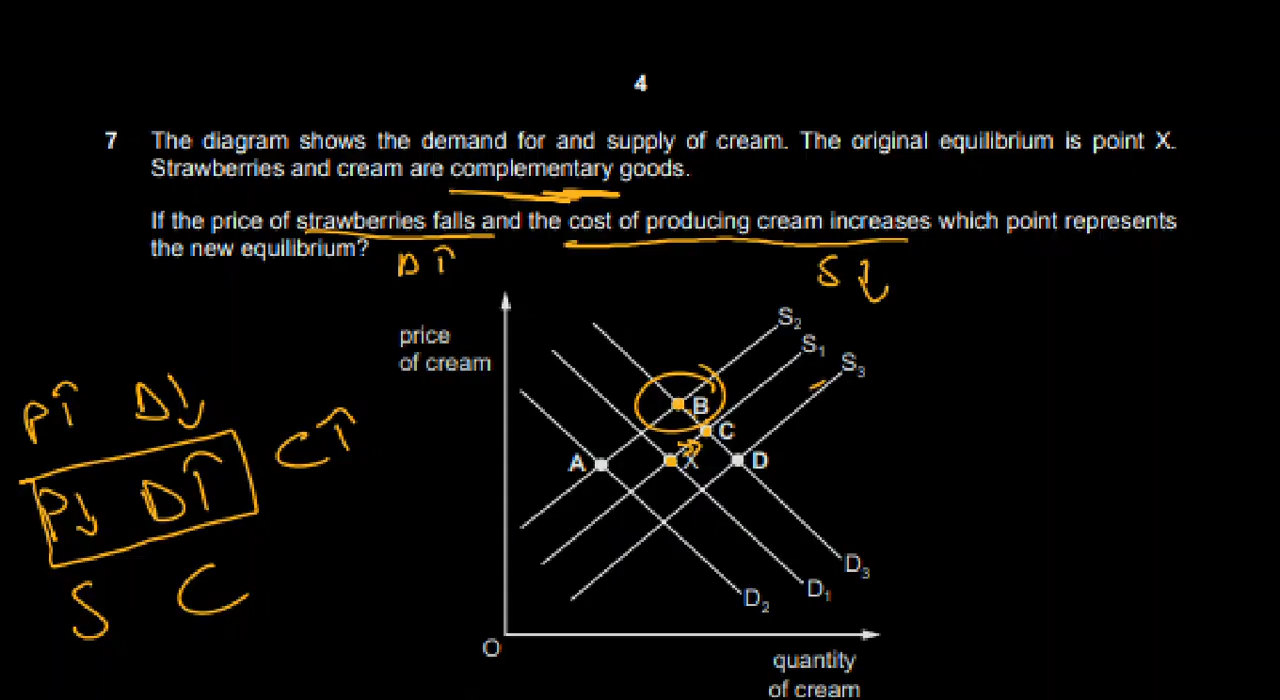 4
7 The diagram shows the demand for and supply of cream. The original equilibrium is point X.
Strawberries and cream are complementary goods.
If the price of strawberries falls and the cost of producing cream increases which point represents
the new equilibrium?
D↑
S↓
price
of cream
S₂
S₁
S₃
P↑ D↓
C↑
P↓ D↑
S C
B
C
A
X
D
D₃
D₁
D₂
O
quantity
of cream